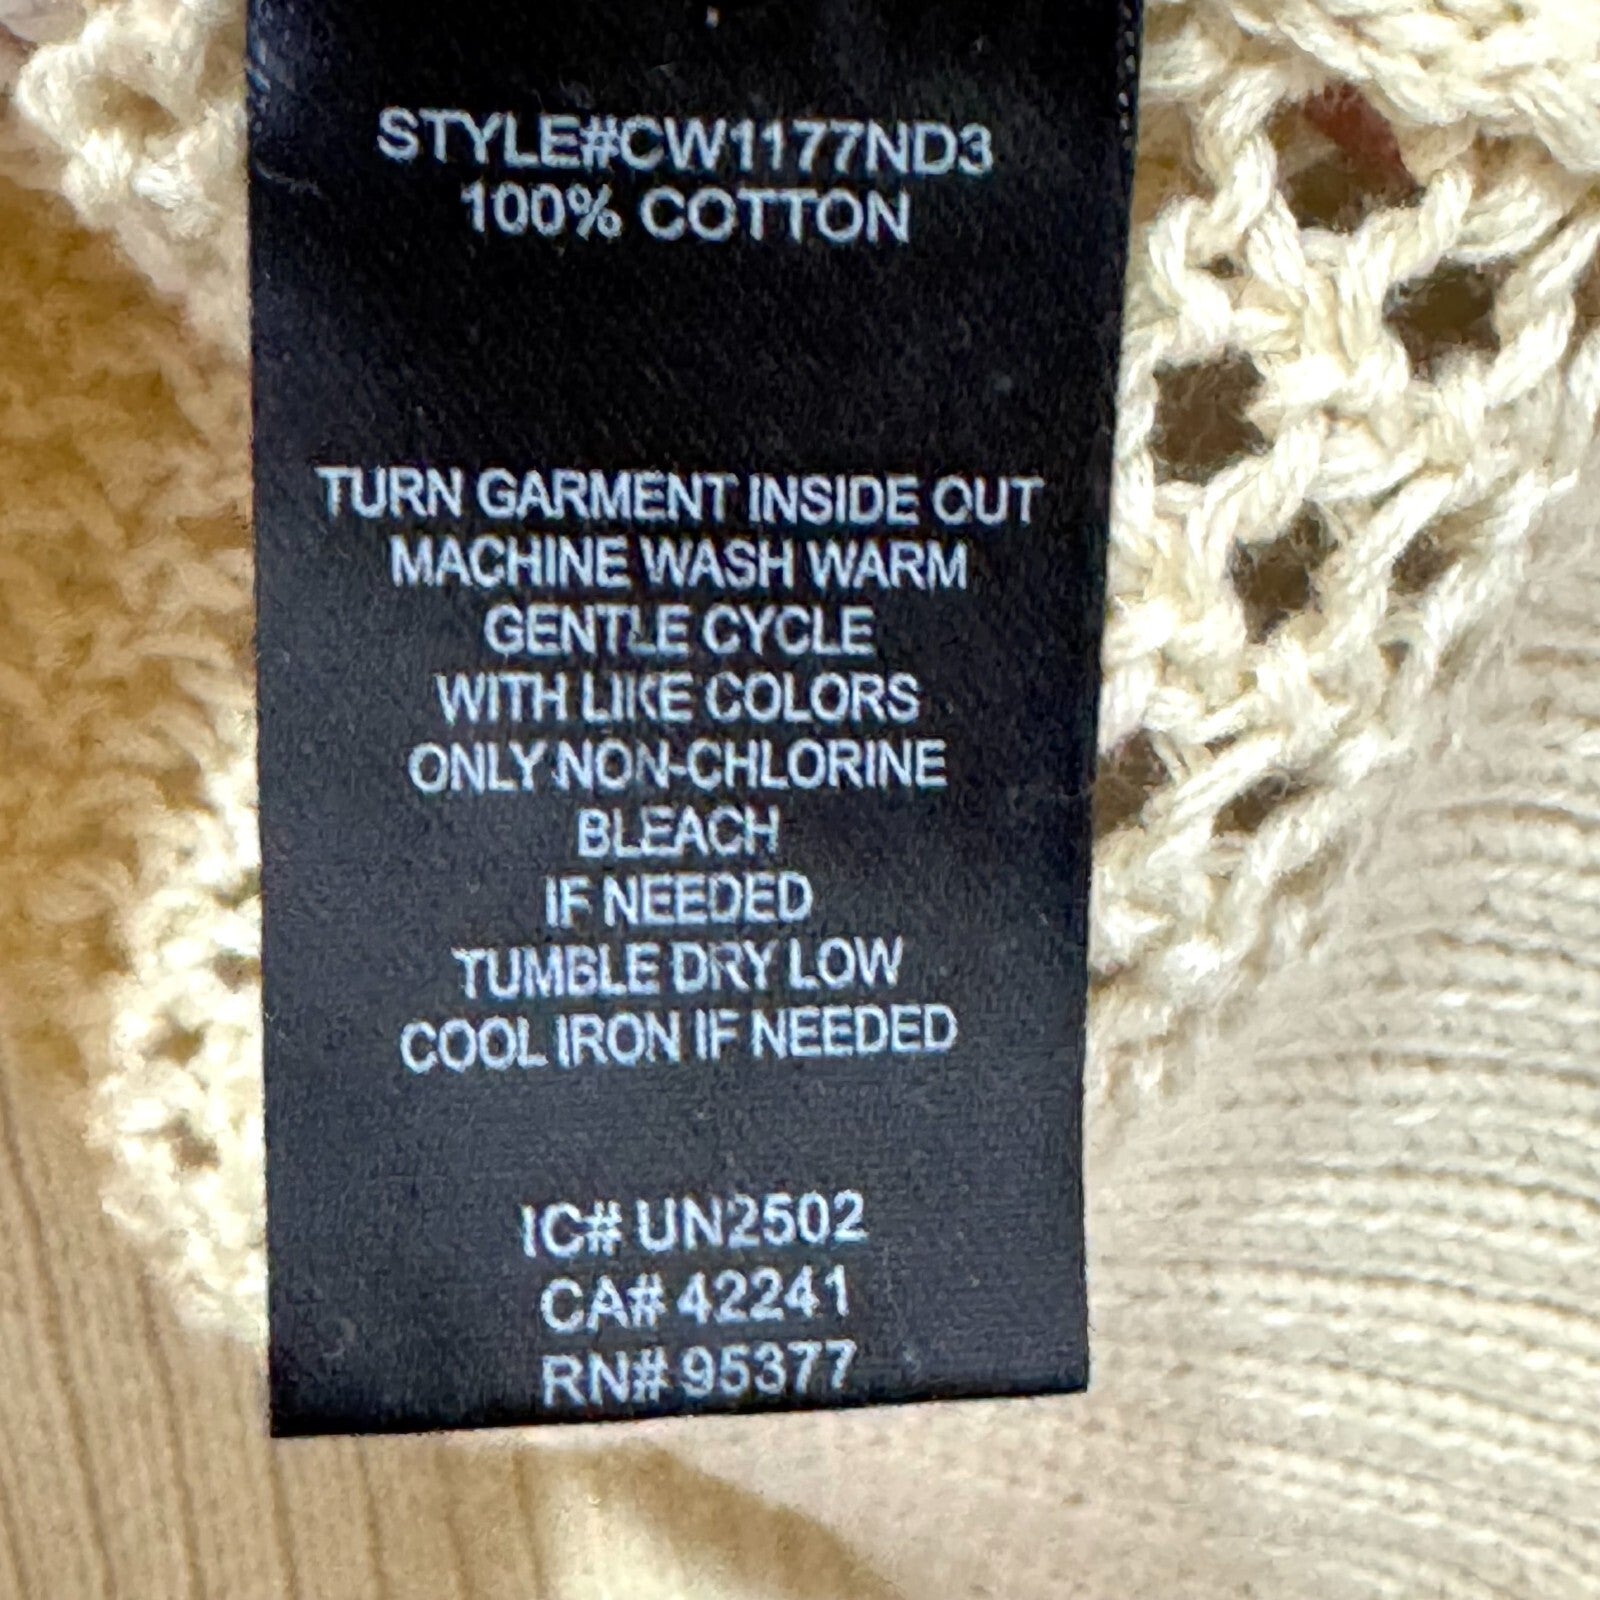 STYLE#CW1177ND3
100% COTTON
TURN GARMENT INSIDE OUT
MACHINE WASH WARM
GENTLE CYCLE
WITH LIKE COLORS
ONLY NON-CHLORINE
BLEACH
IF NEEDED
TUMBLE DRY LOW
COOL IRON IF NEEDED
IC# UN2502
CA# 42241
RN# 95377